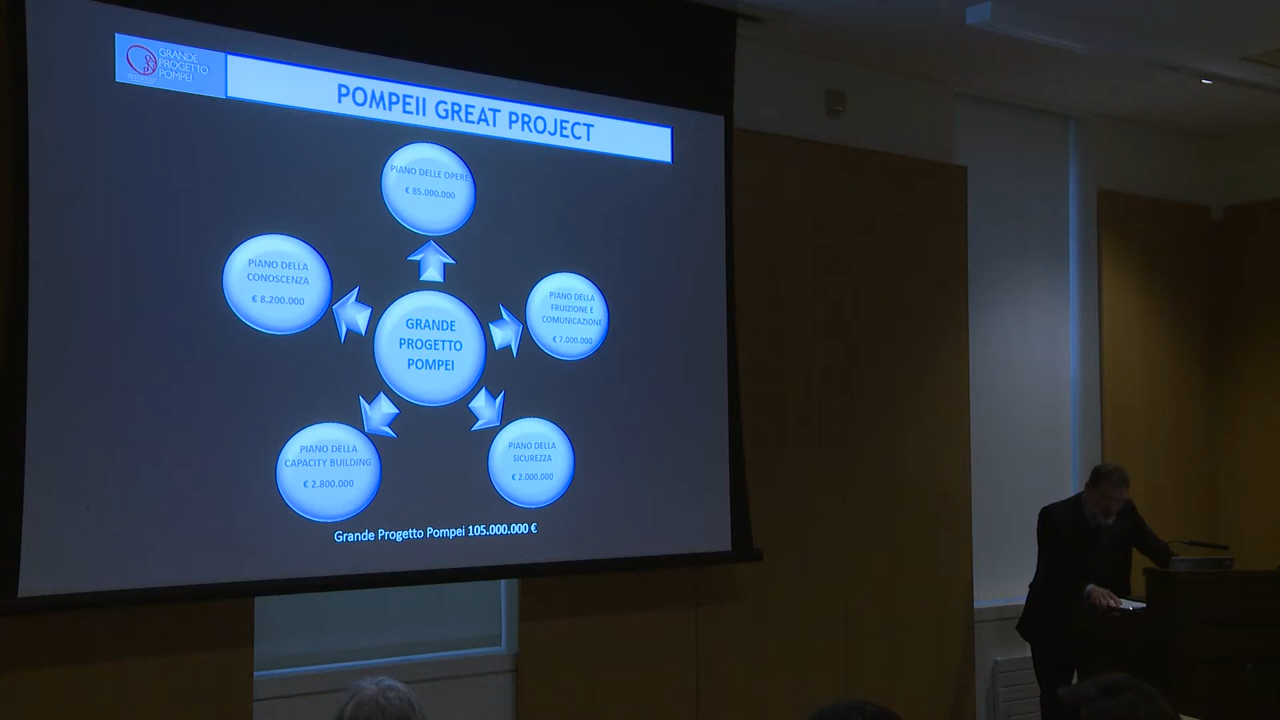 GRANDE
PROGETTO
POMPEI
POMPEII GREAT PROJECT
PIANO DELLE OPERE
€ 85.000.000
PIANO DELLA
CONOSCENZA
€ 8.200.000
PIANO DELLA
FRUIZIONE E
COMUNICAZIONE
€ 7.000.000
GRANDE
PROGETTO
POMPEI
PIANO DELLA
CAPACITY BUILDING
€ 2.800.000
PIANO DELLA
SICUREZZA
€ 2.000.000
Grande Progetto Pompei 105.000.000 €